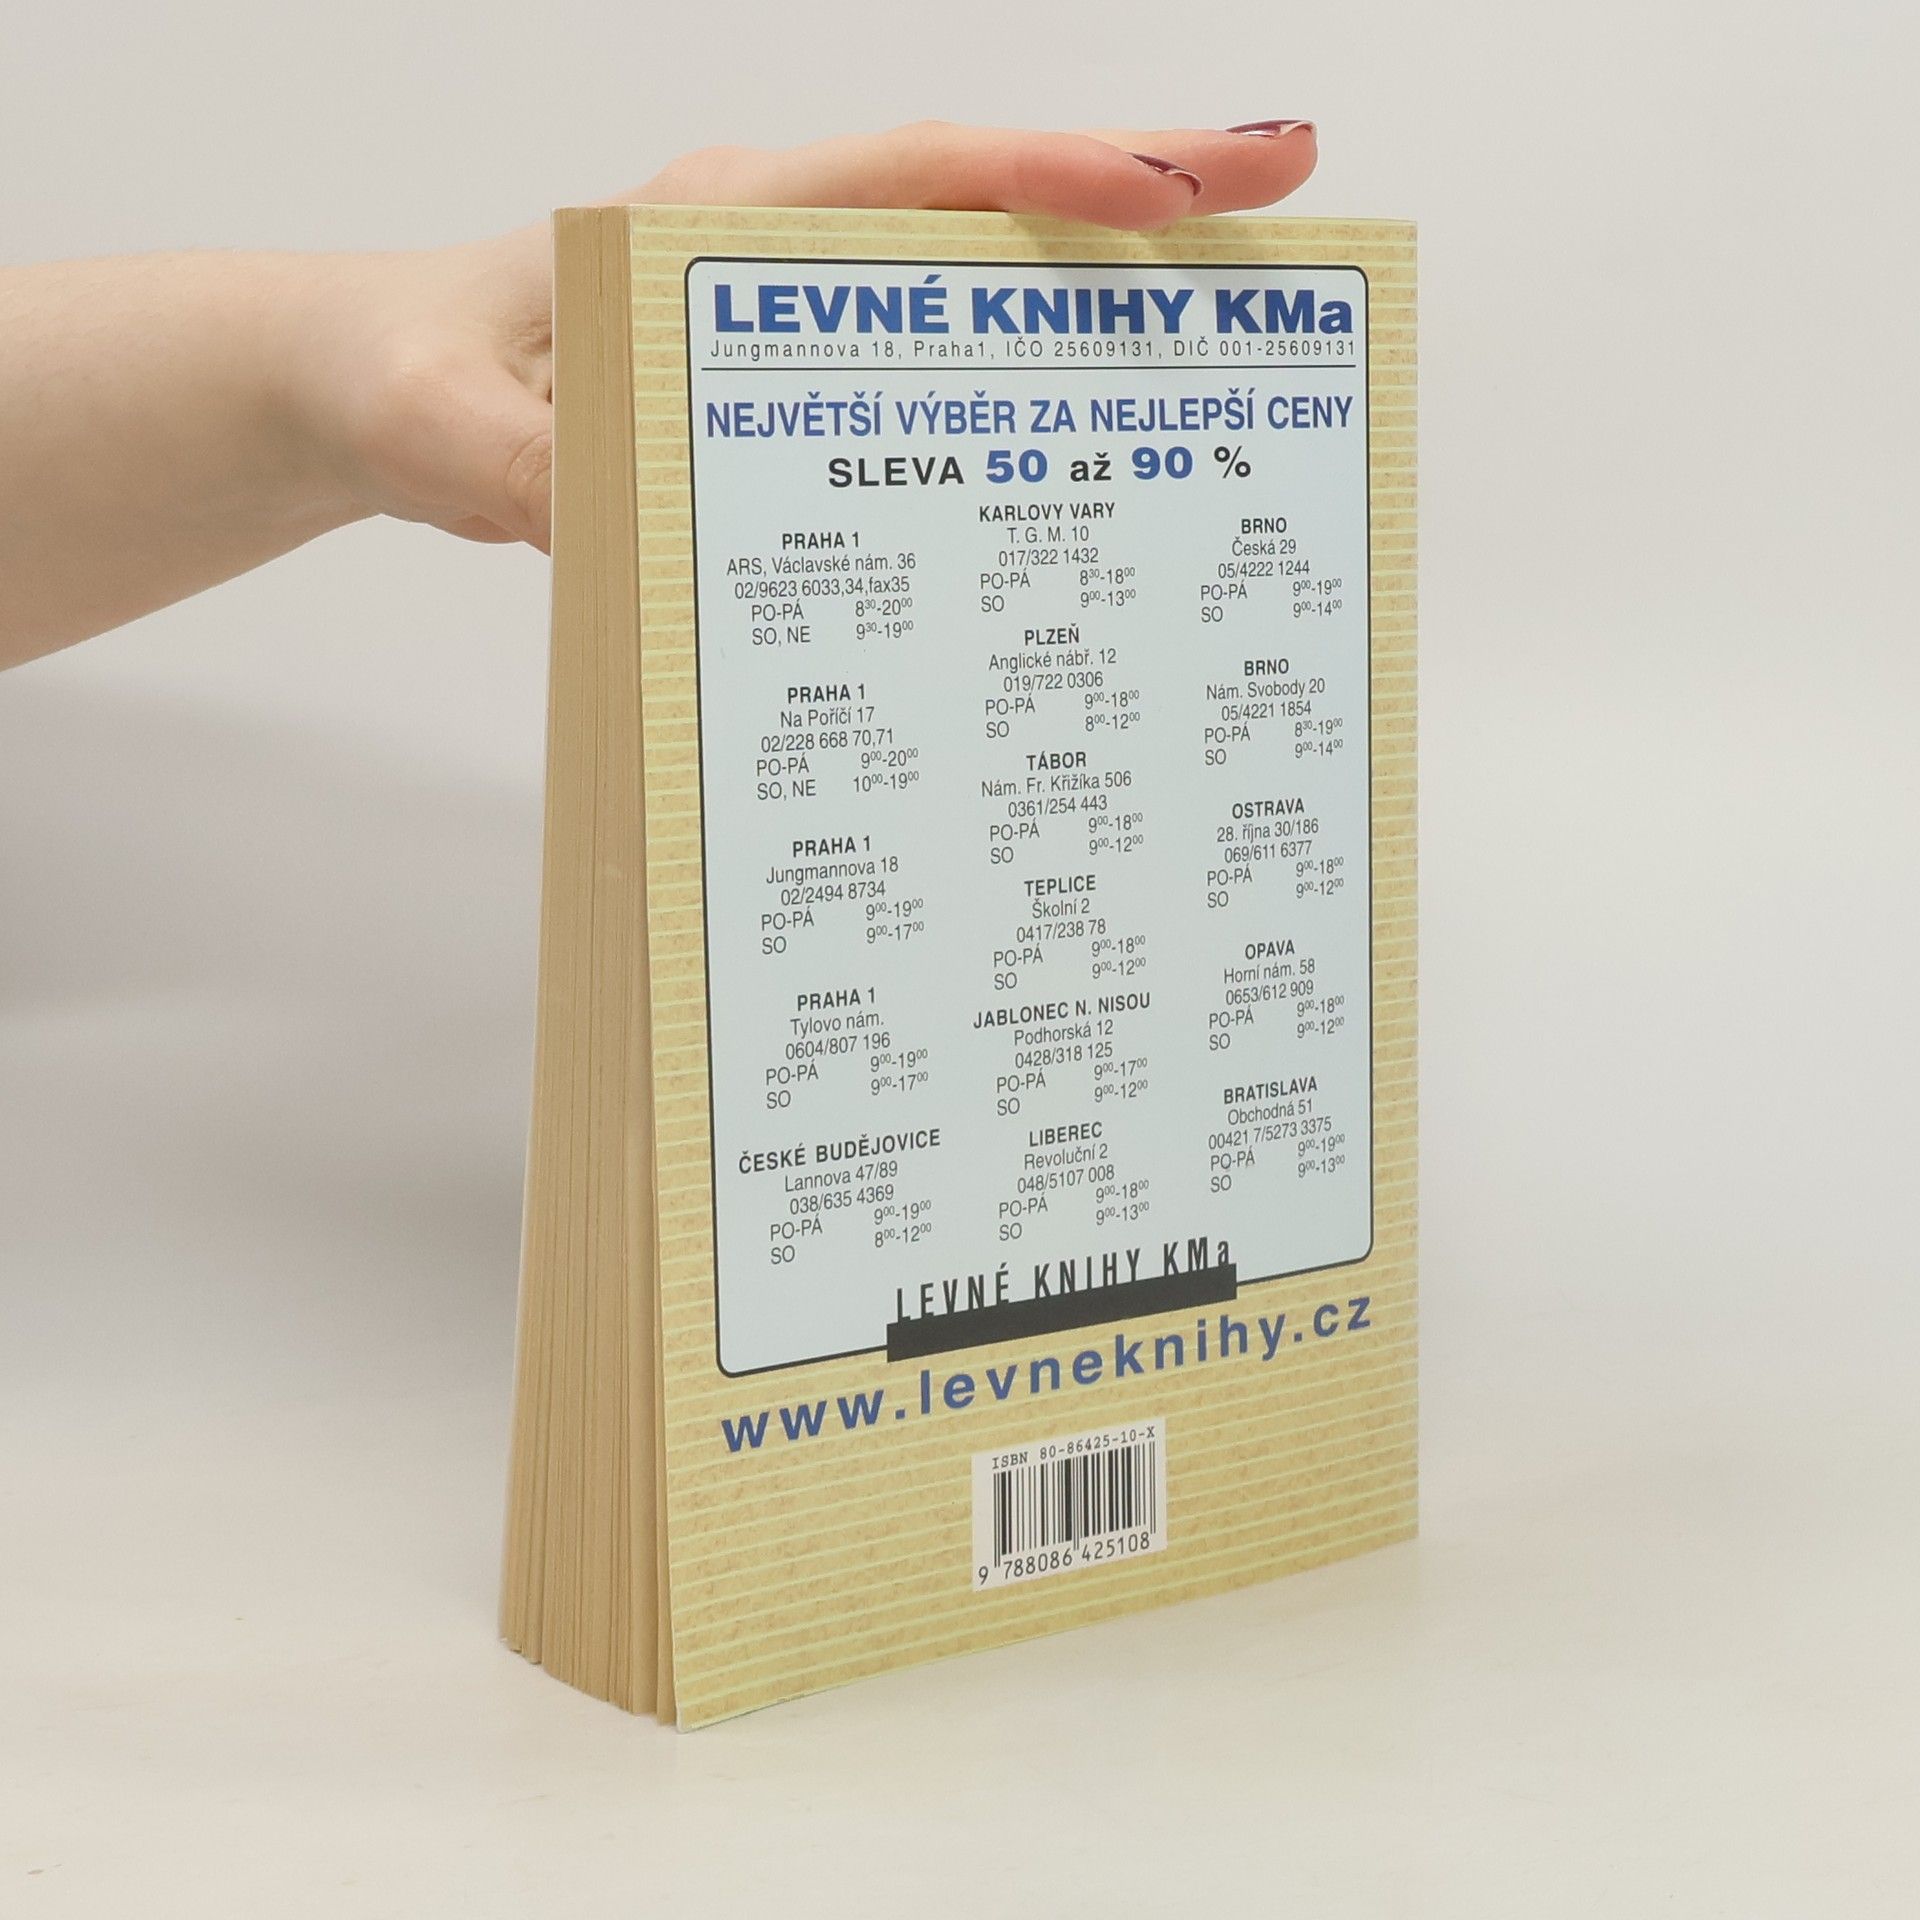 LEVNÉ KNIHY KMa
Jungmannova 18, Praha1, IČO 25609131, DIČ 001-25609131
NEJVĚTŠÍ VÝBĚR ZA NEJLEPŠÍ CENY
SLEVA 50 až 90 %
PRAHA 1
ARS, Václavské nám. 36
02/9623 6033,34,fax35
PO-PÁ 8³⁰-20⁰⁰
SO, NE 9³⁰-19⁰⁰
PRAHA 1
Na Poříčí 17
02/228 668 70,71
PO-PÁ 9⁰⁰-20⁰⁰
SO, NE 10⁰⁰-19⁰⁰
PRAHA 1
Jungmannova 18
02/2494 8734
PO-PÁ 9⁰⁰-19⁰⁰
SO 9⁰⁰-17⁰⁰
PRAHA 1
Tylovo nám.
0604/807 196
PO-PÁ 9⁰⁰-19⁰⁰
SO 9⁰⁰-17⁰⁰
ČESKÉ BUDĚJOVICE
Lannova 47/89
038/635 4369
PO-PÁ 9⁰⁰-19⁰⁰
SO 8⁰⁰-12⁰⁰
KARLOVY VARY
T. G. M. 10
017/322 1432
PO-PÁ 8³⁰-18⁰⁰
SO 9⁰⁰-13⁰⁰
PLZEŇ
Anglické nábř. 12
019/722 0306
PO-PÁ 9⁰⁰-18⁰⁰
SO 8⁰⁰-12⁰⁰
TÁBOR
Nám. Fr. Křižíka 506
0361/254 443
PO-PÁ 9⁰⁰-18⁰⁰
SO 9⁰⁰-12⁰⁰
TEPLICE
Školní 2
0417/238 78
PO-PÁ 9⁰⁰-18⁰⁰
SO 9⁰⁰-12⁰⁰
JABLONEC N. NISOU
Podhorská 12
0428/318 125
PO-PÁ 9⁰⁰-17⁰⁰
SO 9⁰⁰-12⁰⁰
LIBEREC
Revoluční 2
048/5107 008
PO-PÁ 9⁰⁰-18⁰⁰
SO 9⁰⁰-13⁰⁰
BRNO
Česká 29
05/4222 1244
PO-PÁ 9⁰⁰-19⁰⁰
SO 9⁰⁰-14⁰⁰
BRNO
Nám. Svobody 20
05/4221 1854
PO-PÁ 8³⁰-19⁰⁰
SO 9⁰⁰-14⁰⁰
OSTRAVA
28. října 30/186
069/611 6377
PO-PÁ 9⁰⁰-18⁰⁰
SO 9⁰⁰-12⁰⁰
OPAVA
Horní nám. 58
0653/612 909
PO-PÁ 9⁰⁰-18⁰⁰
SO 9⁰⁰-12⁰⁰
BRATISLAVA
Obchodná 51
00421 7/5273 3375
PO-PÁ 9⁰⁰-19⁰⁰
SO 9⁰⁰-13⁰⁰
LEVNÉ KNIHY KMa
www.levneknihy.cz
ISBN 80-86425-10-X
9 788086 425108